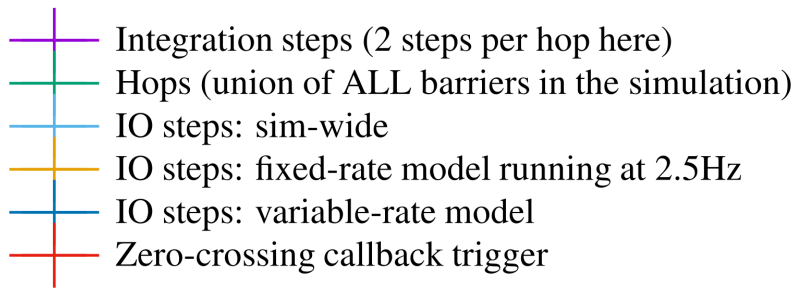 Integration steps (2 steps per hop here)
Hops (union of ALL barriers in the simulation)
IO steps: sim-wide
IO steps: fixed-rate model running at 2.5Hz
IO steps: variable-rate model
Zero-crossing callback trigger